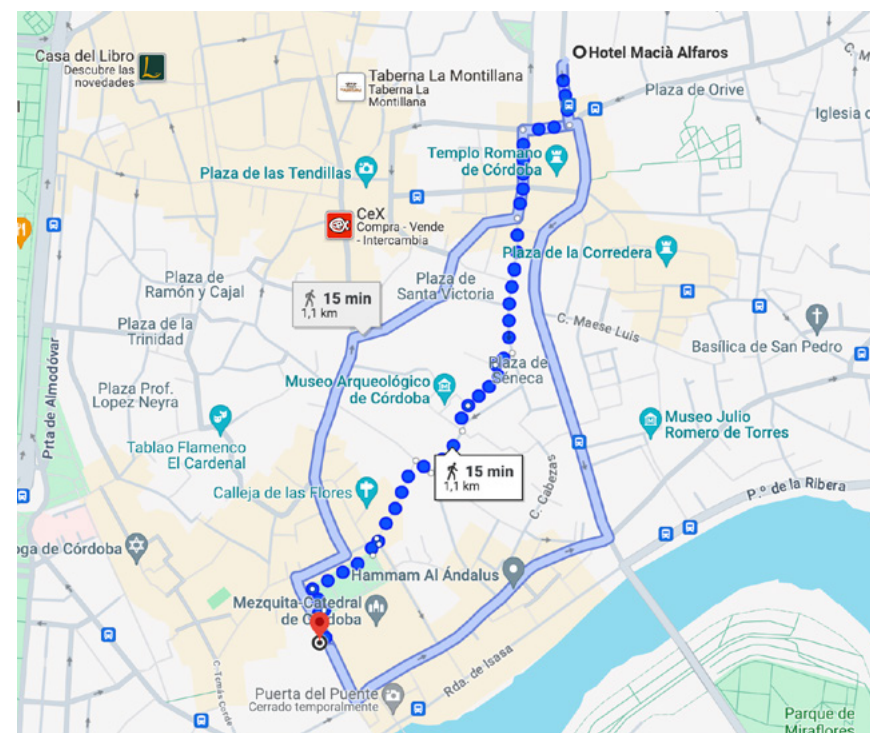 Hotel Macià Alfaros
Casa del Libro
Descubre las
novedades
L
Taberna La Montillana
Taberna La
Montillana
Plaza de Orive
Iglesia
Templo Romano
de Córdoba
Plaza de las Tendillas
CeX
Compra - Vende
- Intercambia
Plaza de la Corredera
Plaza de
Ramón y Cajal
Plaza de
Santa Victoria
15 min
1,1 km
C. Maese Luis
Plaza de la
Trinidad
Basílica de San Pedro
Plaza de
Séneca
Prta de Almodóvar
Museo Arqueológico
de Córdoba
Plaza Prof.
Lopez Neyra
Museo Julio
Romero de Torres
Tablao Flamenco
El Cardenal
15 min
1,1 km
Calleja de las Flores
C. Cabezas
P.º de la Ribera
oga de Córdoba
Hammam Al Ándalus
Mezquita-Catedral
de Córdoba
Rda. de Isasa
C. Tomás Conde
Puerta del Puente
Cerrado temporalmente
Parque de
Miraflores